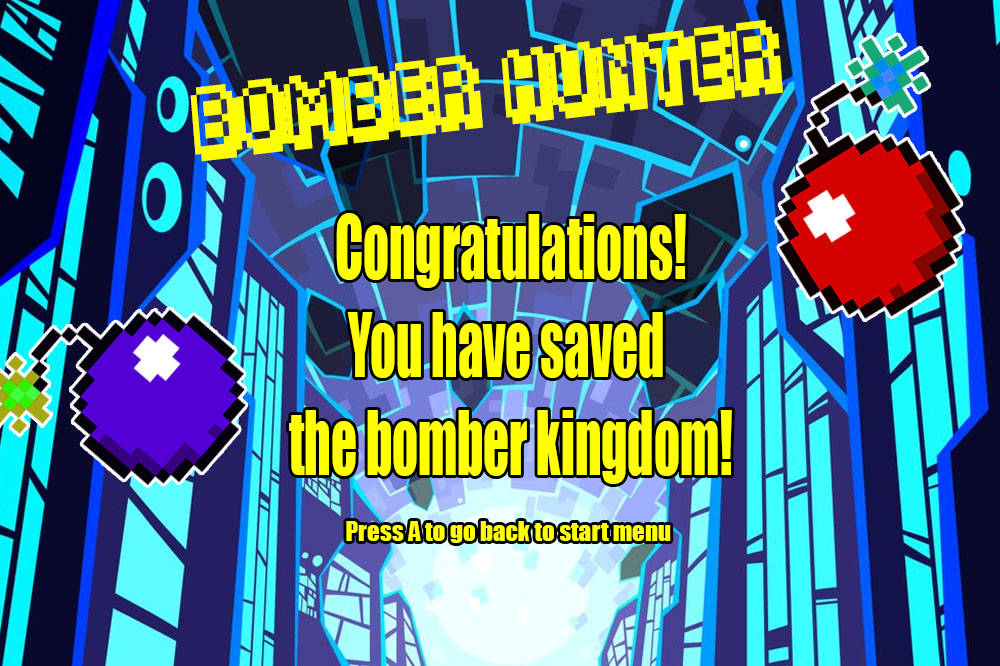 BOMBER HUNTER
Congratulations!
You have saved
the bomber kingdom!
Press A to go back to start menu